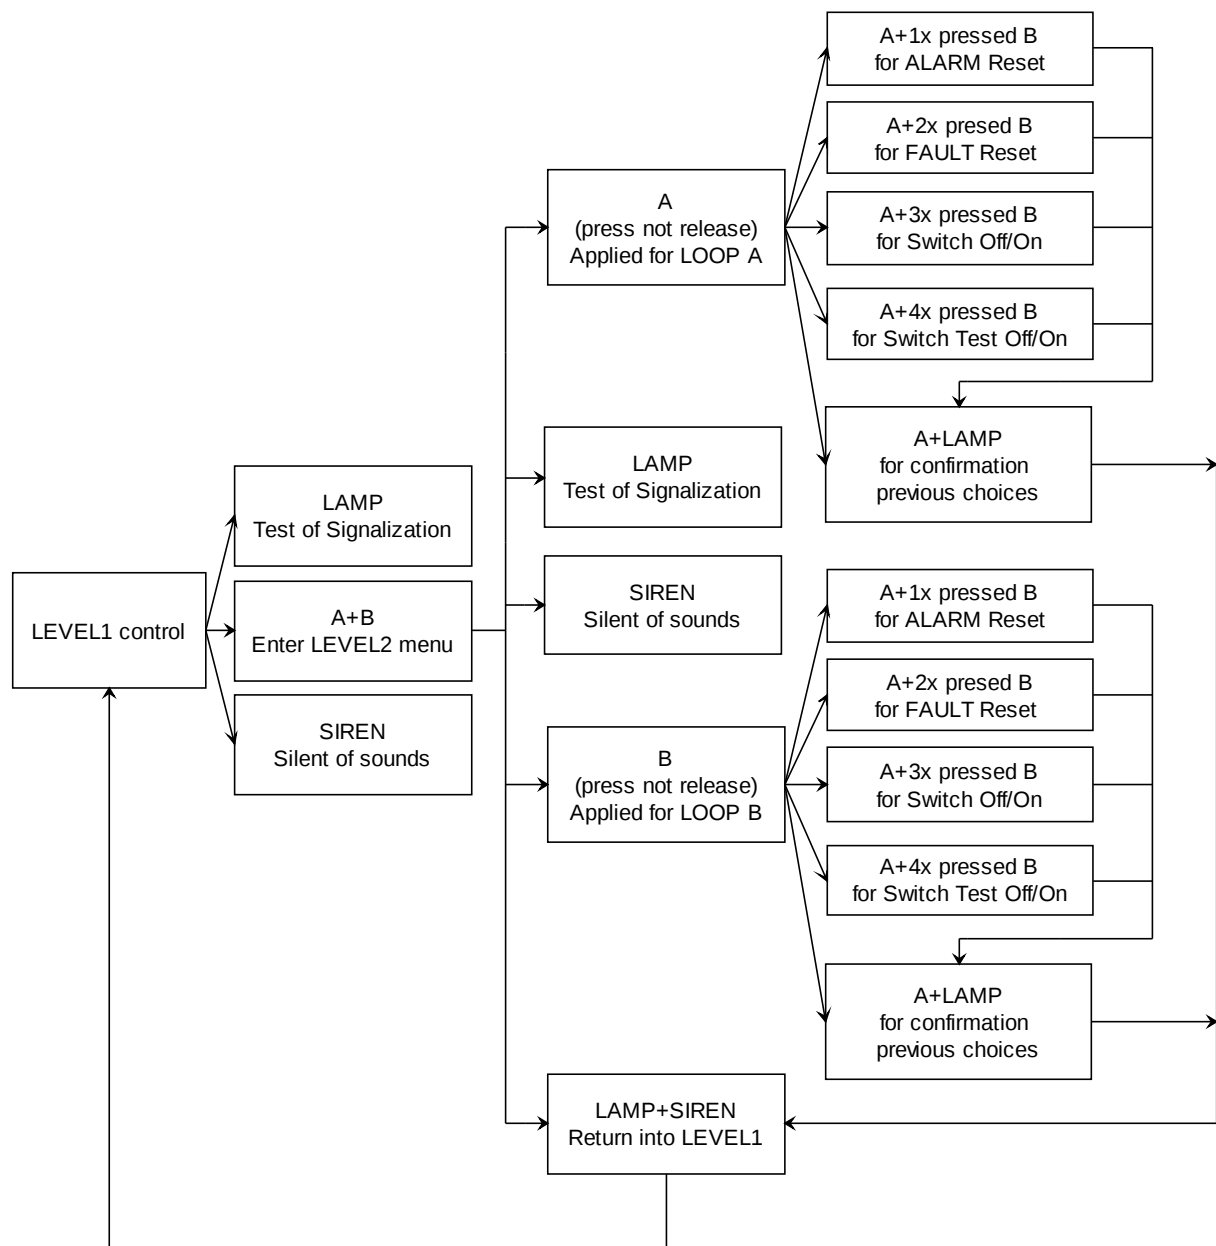 LEVEL1 control
LAMP
Test of Signalization
A+B
Enter LEVEL2 menu
SIREN
Silent of sounds
A
(press not release)
Applied for LOOP A
LAMP
Test of Signalization
SIREN
Silent of sounds
B
(press not release)
Applied for LOOP B
LAMP+SIREN
Return into LEVEL1
A+1x pressed B
for ALARM Reset
A+2x presed B
for FAULT Reset
A+3x pressed B
for Switch Off/On
A+4x pressed B
for Switch Test Off/On
A+LAMP
for confirmation
previous choices
A+1x pressed B
for ALARM Reset
A+2x presed B
for FAULT Reset
A+3x pressed B
for Switch Off/On
A+4x pressed B
for Switch Test Off/On
A+LAMP
for confirmation
previous choices